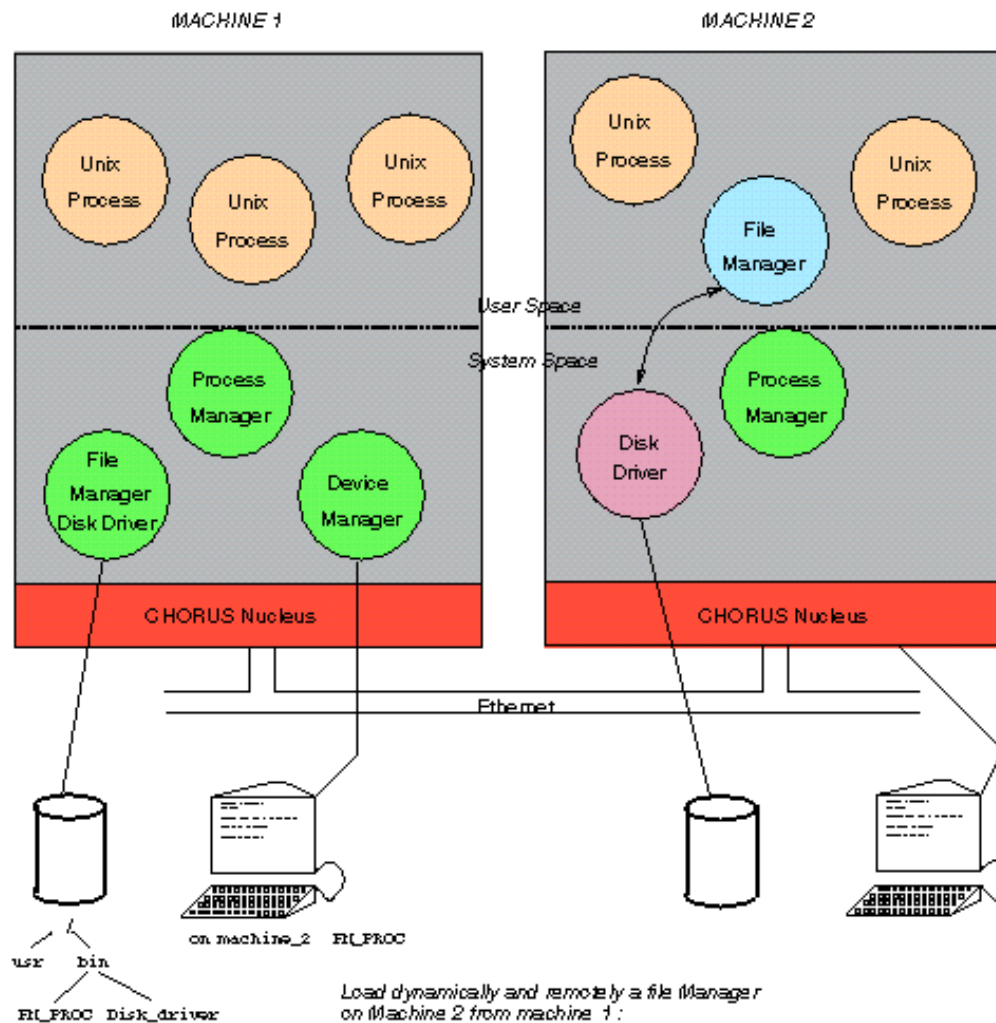 MACHINE 1
MACHINE 2
Unix
Process
Unix
Process
Unix
Process
Unix
Process
Unix
Process
File
Manager
User Space
System Space
Process
Manager
Process
Manager
File
Manager
Disk Driver
Device
Manager
Disk
Driver
CHORUS Nucleus
CHORUS Nucleus
Ethernet
on machine_2 FM_PROC
/
usr bin
FM_PROC Disk_driver
Load dynamically and remotely a file Manager
on Machine 2 from machine 1 :